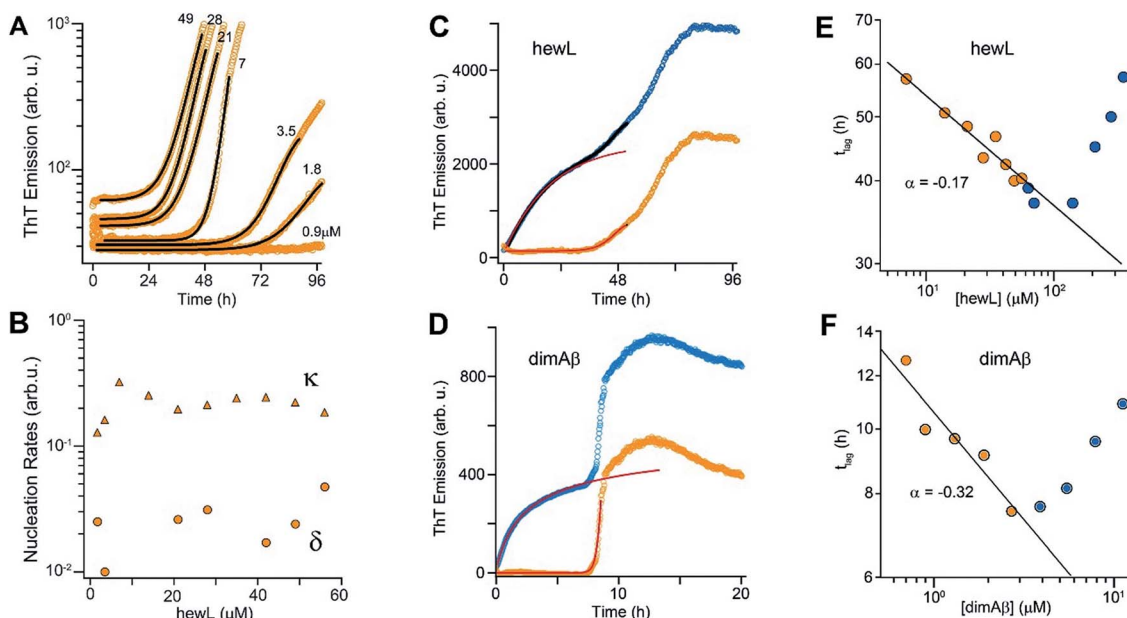 A
ThT Emission (arb. u.)
10³
10²
49
28
21
7
3.5
1.8
0.9μM
0
24
48
72
96
Time (h)
B
Nucleation Rates (arb.u.)
10⁰
10⁻¹
10⁻²
κ
δ
0
20
40
60
hewL (μM)
C
hewL
ThT Emission (arb. u.)
4000
2000
0
0
48
96
Time (h)
D
dimAβ
ThT Emission (arb. u.)
800
400
0
0
10
20
Time (h)
E
hewL
t_lag (h)
50
40
30
α = -0.17
10¹
10²
[hewL] (μM)
F
dimAβ
t_lag (h)
14
12
10
8
6
α = -0.32
10⁰
10¹
[dimAβ] (μM)